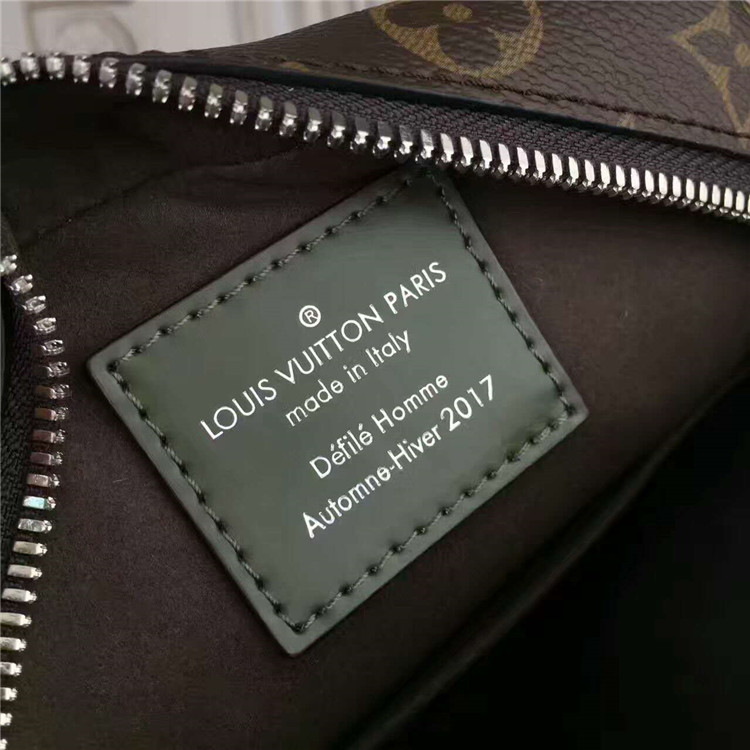 ®
LOUIS VUITTON PARIS
made in Italy
Défilé Homme
Automne-Hiver 2017